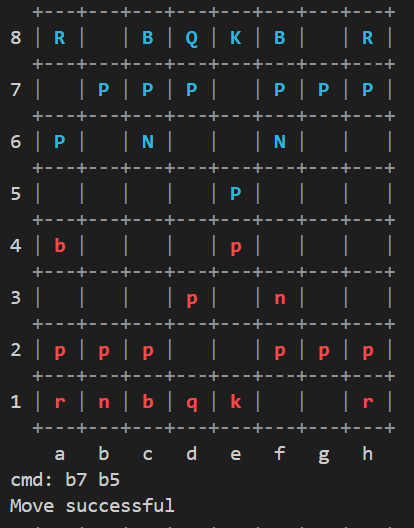 +---+---+---+---+---+---+---+---+
8 | R |   | B | Q | K | B |   | R |
+---+---+---+---+---+---+---+---+
7 |   | P | P | P |   | P | P | P |
+---+---+---+---+---+---+---+---+
6 | P |   | N |   |   | N |   |   |
+---+---+---+---+---+---+---+---+
5 |   |   |   |   | P |   |   |   |
+---+---+---+---+---+---+---+---+
4 | b |   |   |   | p |   |   |   |
+---+---+---+---+---+---+---+---+
3 |   |   |   | p |   | n |   |   |
+---+---+---+---+---+---+---+---+
2 | p | p | p |   |   | p | p | p |
+---+---+---+---+---+---+---+---+
1 | r | n | b | q | k |   |   | r |
+---+---+---+---+---+---+---+---+
a b c d e f g h
cmd: b7 b5
Move successful